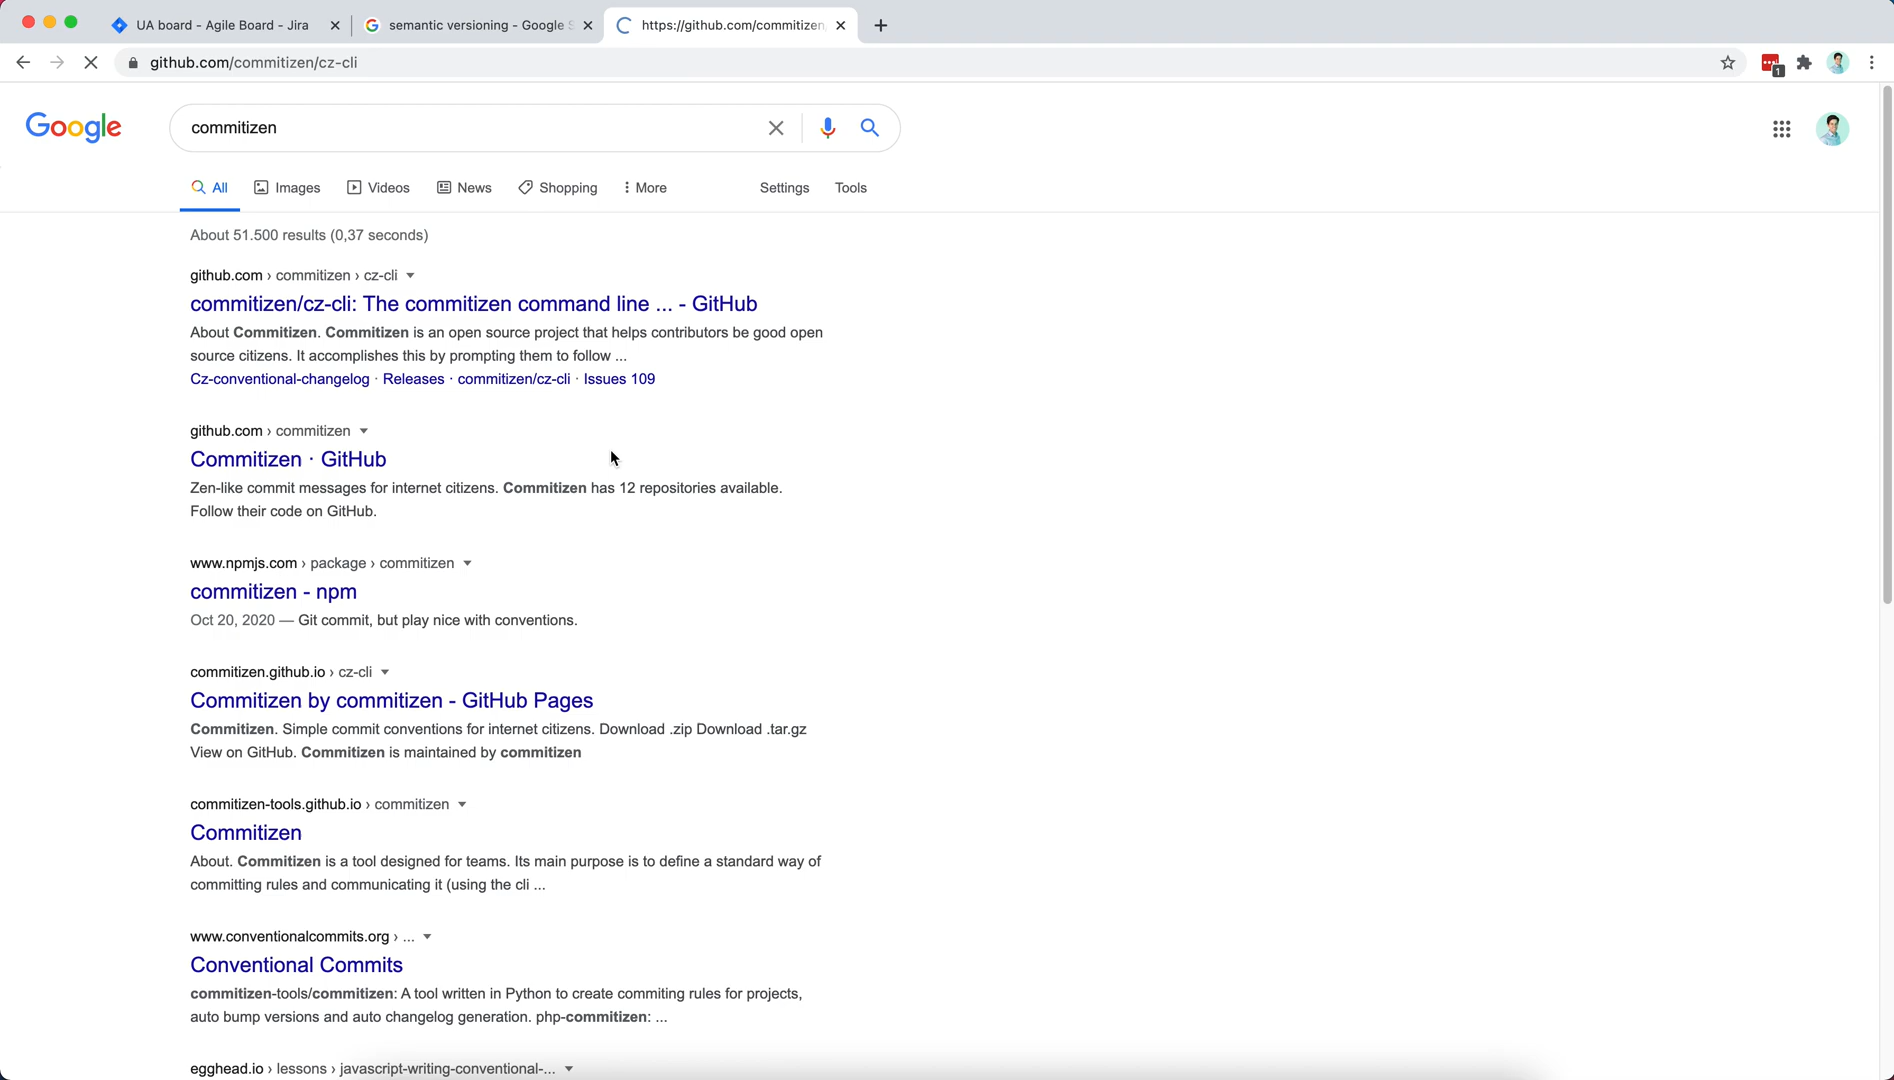 UA board - Agile Board - Jira
semantic versioning - Google S
https://github.com/commitizen
github.com/commitizen/cz-cli
1
Google
commitizen
All
Images
Videos
News
Shopping
More
Settings
Tools
About 51.500 results (0,37 seconds)
github.com › commitizen › cz-cli
commitizen/cz-cli: The commitizen command line ... - GitHub
About Commitizen. Commitizen is an open source project that helps contributors be good open
source citizens. It accomplishes this by prompting them to follow ...
Cz-conventional-changelog · Releases · commitizen/cz-cli · Issues 109
github.com › commitizen
Commitizen · GitHub
Zen-like commit messages for internet citizens. Commitizen has 12 repositories available.
Follow their code on GitHub.
www.npmjs.com › package › commitizen
commitizen - npm
Oct 20, 2020 — Git commit, but play nice with conventions.
commitizen.github.io › cz-cli
Commitizen by commitizen - GitHub Pages
Commitizen. Simple commit conventions for internet citizens. Download .zip Download .tar.gz
View on GitHub. Commitizen is maintained by commitizen
commitizen-tools.github.io › commitizen
Commitizen
About. Commitizen is a tool designed for teams. Its main purpose is to define a standard way of
committing rules and communicating it (using the cli ...
www.conventionalcommits.org › ...
Conventional Commits
commitizen-tools/commitizen: A tool written in Python to create commiting rules for projects,
auto bump versions and auto changelog generation. php-commitizen: ...
egghead.io › lessons › javascript-writing-conventional-...